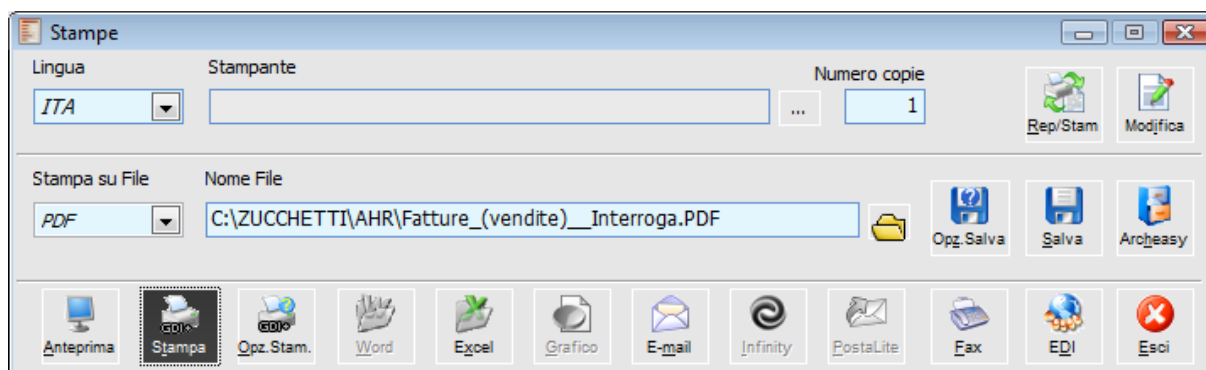 Stampe
Lingua Stampante Numero copie
ITA ... 1
Rep/Stam Modifica
Stampa su File Nome File
PDF C:\ZUCCHETTI\AHR\Fatture_(vendite)__Interroga.PDF
Opz.Salva Salva Archeasy
GDI+ GDI+
Anteprima Stampa Opz.Stam. Word Excel Grafico E-mail Infinity PostaLite Fax EDI Esci